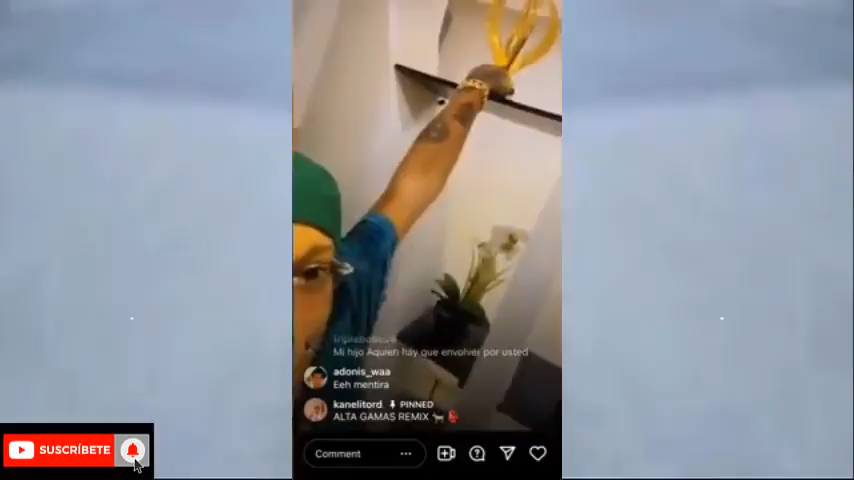 Mi hijo Aquren hay que envolver por usted
adonis_waa
Eeh mentira
kanelitord PINNED
ALTA GAMAS REMIX
Comment
SUSCRÍBETE